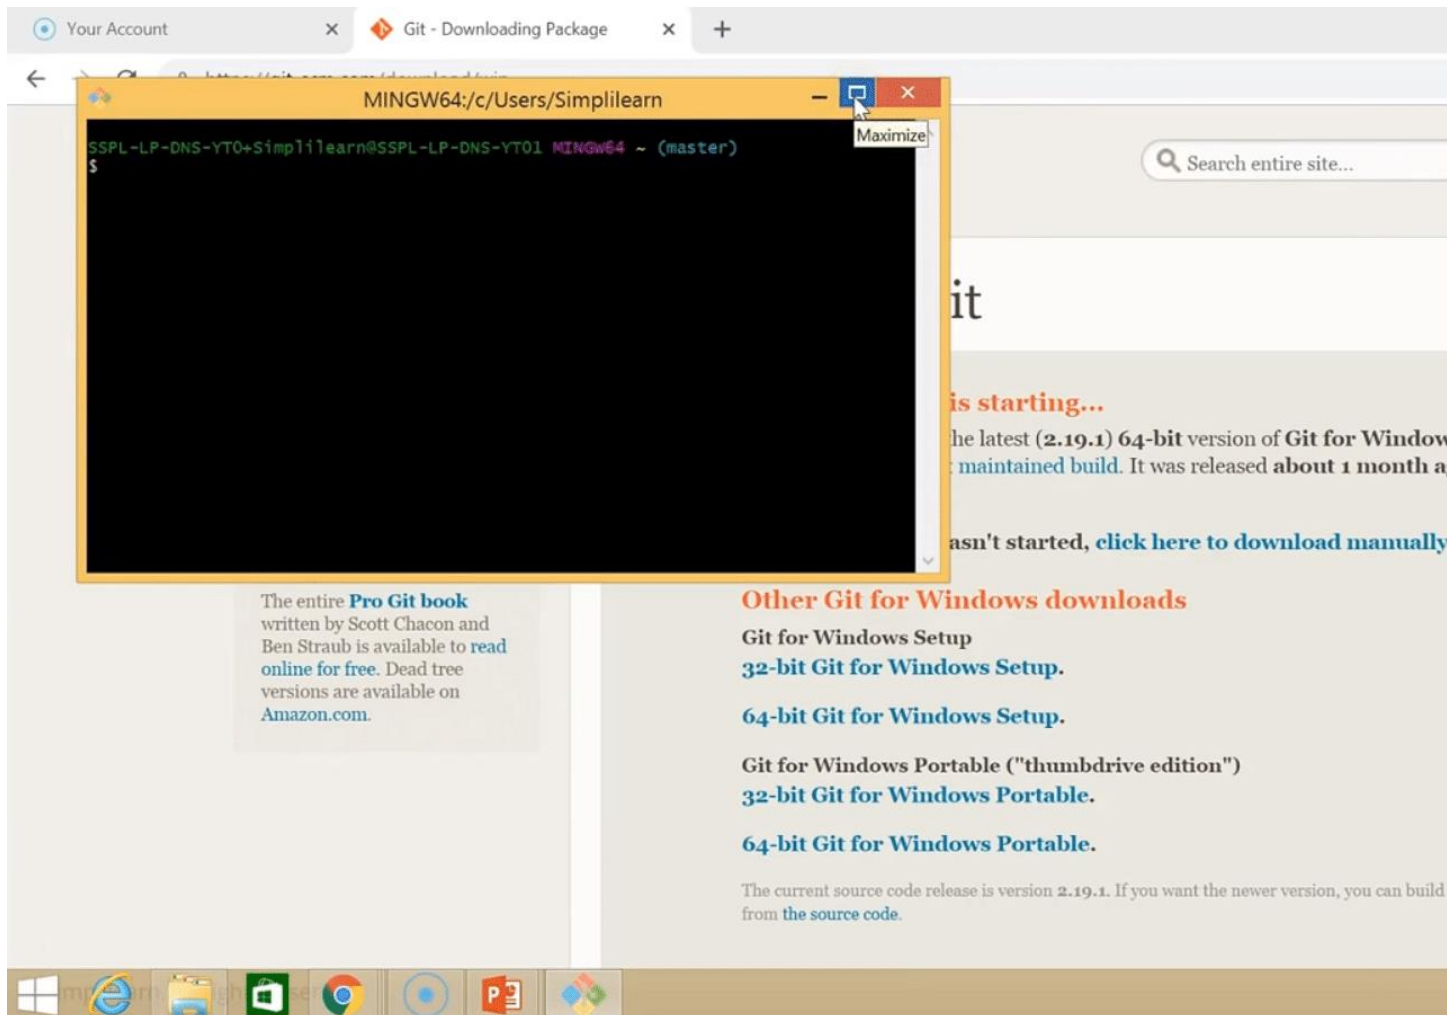 Your Account
Git - Downloading Package
MINGW64:/c/Users/Simplilearn
Maximize
SSPL-LP-DNS-YT0+Simplilearn@SSPL-LP-DNS-YT01 MINGW64 ~ (master)
$
Search entire site...
it
is starting...
he latest (2.19.1) 64-bit version of Git for Window
maintained build. It was released about 1 month a
asn't started, click here to download manually
The entire Pro Git book
written by Scott Chacon and
Ben Straub is available to read
online for free. Dead tree
versions are available on
Amazon.com.
Other Git for Windows downloads
Git for Windows Setup
32-bit Git for Windows Setup.
64-bit Git for Windows Setup.
Git for Windows Portable ("thumbdrive edition")
32-bit Git for Windows Portable.
64-bit Git for Windows Portable.
The current source code release is version 2.19.1. If you want the newer version, you can build
from the source code.